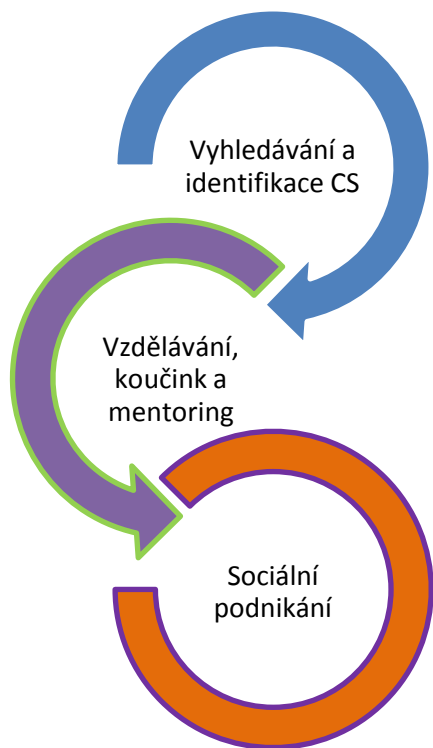 Vyhledávání a
identifikace CS
Vzdělávání,
koučink a
mentoring
Sociální
podnikání